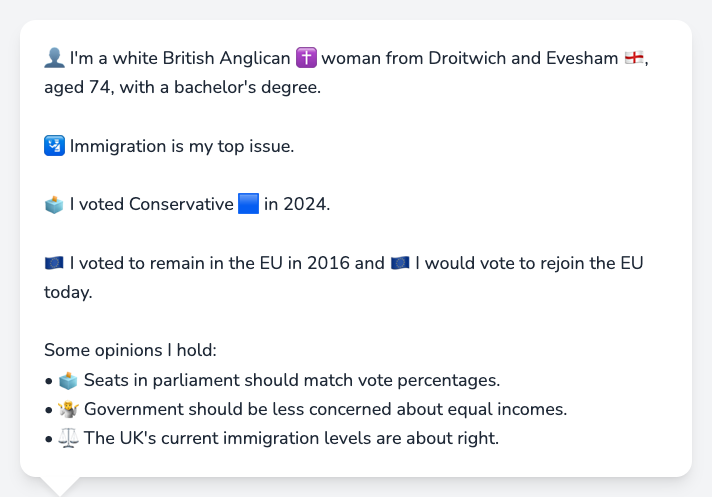 👤 I'm a white British Anglican ✝️ woman from Droitwich and Evesham 🏴󠁧󠁢󠁥󠁮󠁧󠁿,
aged 74, with a bachelor's degree.
🛂 Immigration is my top issue.
🗳️ I voted Conservative 🟦 in 2024.
🇪🇺 I voted to remain in the EU in 2016 and 🇪🇺 I would vote to rejoin the EU
today.
Some opinions I hold:
• 🗳️ Seats in parliament should match vote percentages.
• 🤷 Government should be less concerned about equal incomes.
• ⚖️ The UK's current immigration levels are about right.